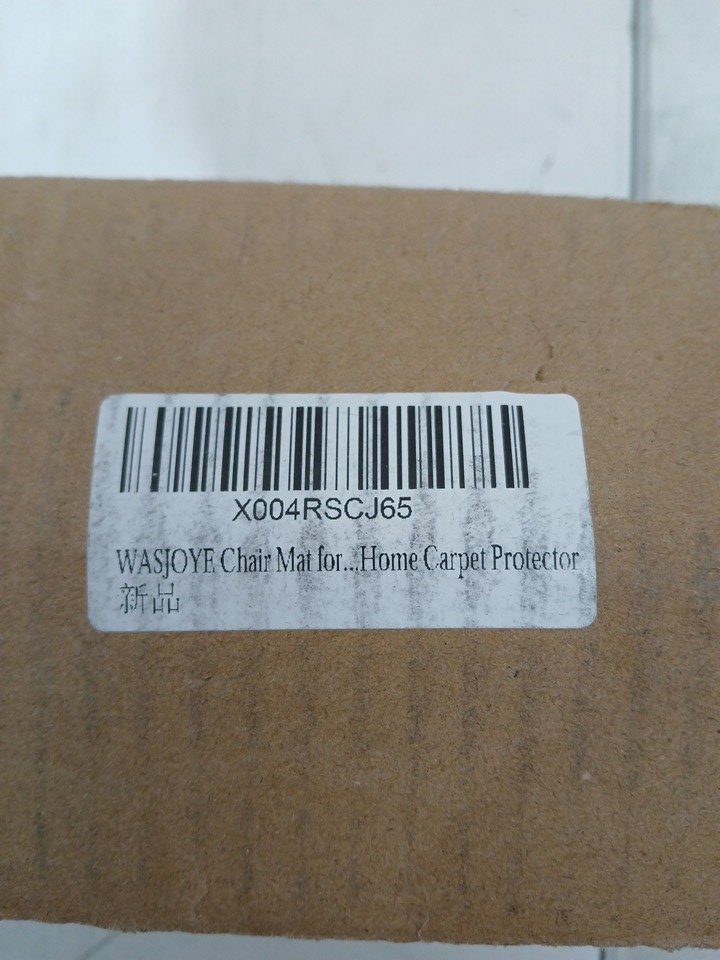 X004RSCJ65
WASJOYE Chair Mat for...Home Carpet Protector
新品